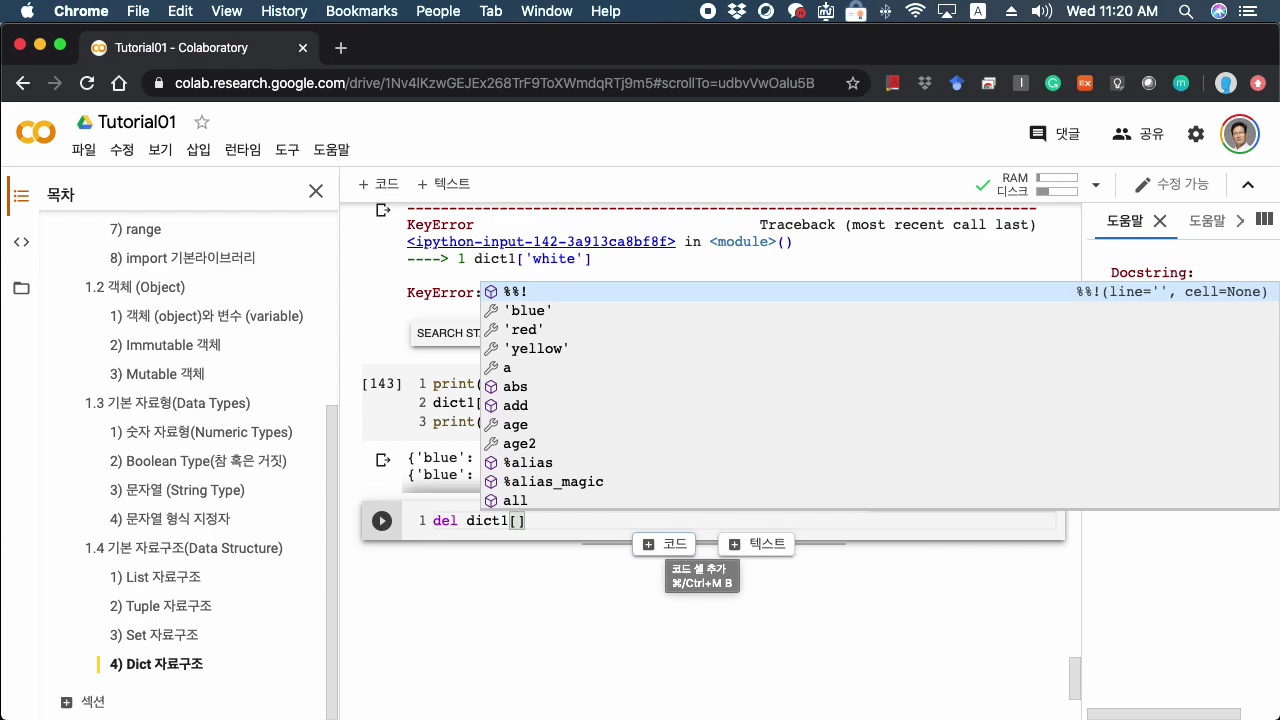 Chrome File Edit View History Bookmarks People Tab Window Help
A
Wed 11:20 AM
Tutorial01 - Colaboratory
colab.research.google.com/drive/1Nv4lKzwGEJEx268TrF9ToXWmdqRTj9m5#scrollTo=udbvVwOalu5B
Tutorial01
파일 수정 보기 삽입 런타임 도구 도움말
댓글 공유
목차
+ 코드 + 텍스트
RAM
디스크
수정 가능
7) range
8) import 기본라이브러리
1.2 객체 (Object)
1) 객체 (object)와 변수 (variable)
2) Immutable 객체
3) Mutable 객체
1.3 기본 자료형(Data Types)
1) 숫자 자료형(Numeric Types)
2) Boolean Type(참 혹은 거짓)
3) 문자열 (String Type)
4) 문자열 형식 지정자
1.4 기본 자료구조(Data Structure)
1) List 자료구조
2) Tuple 자료구조
3) Set 자료구조
4) Dict 자료구조
섹션
KeyError Traceback (most recent call last)
<ipython-input-142-3a913ca8bf8f> in <module>()
----> 1 dict1['white']
KeyError:
SEARCH STA
%%! %%!(line='', cell=None)
'blue'
'red'
'yellow'
a
abs
add
age
age2
%alias
%alias_magic
all
[143] 1 print(
2 dict1[
3 print(
{'blue':
{'blue':
1 del dict1[]
코드 텍스트
코드 셀 추가
⌘/Ctrl+M B
도움말 도움말
Docstring: